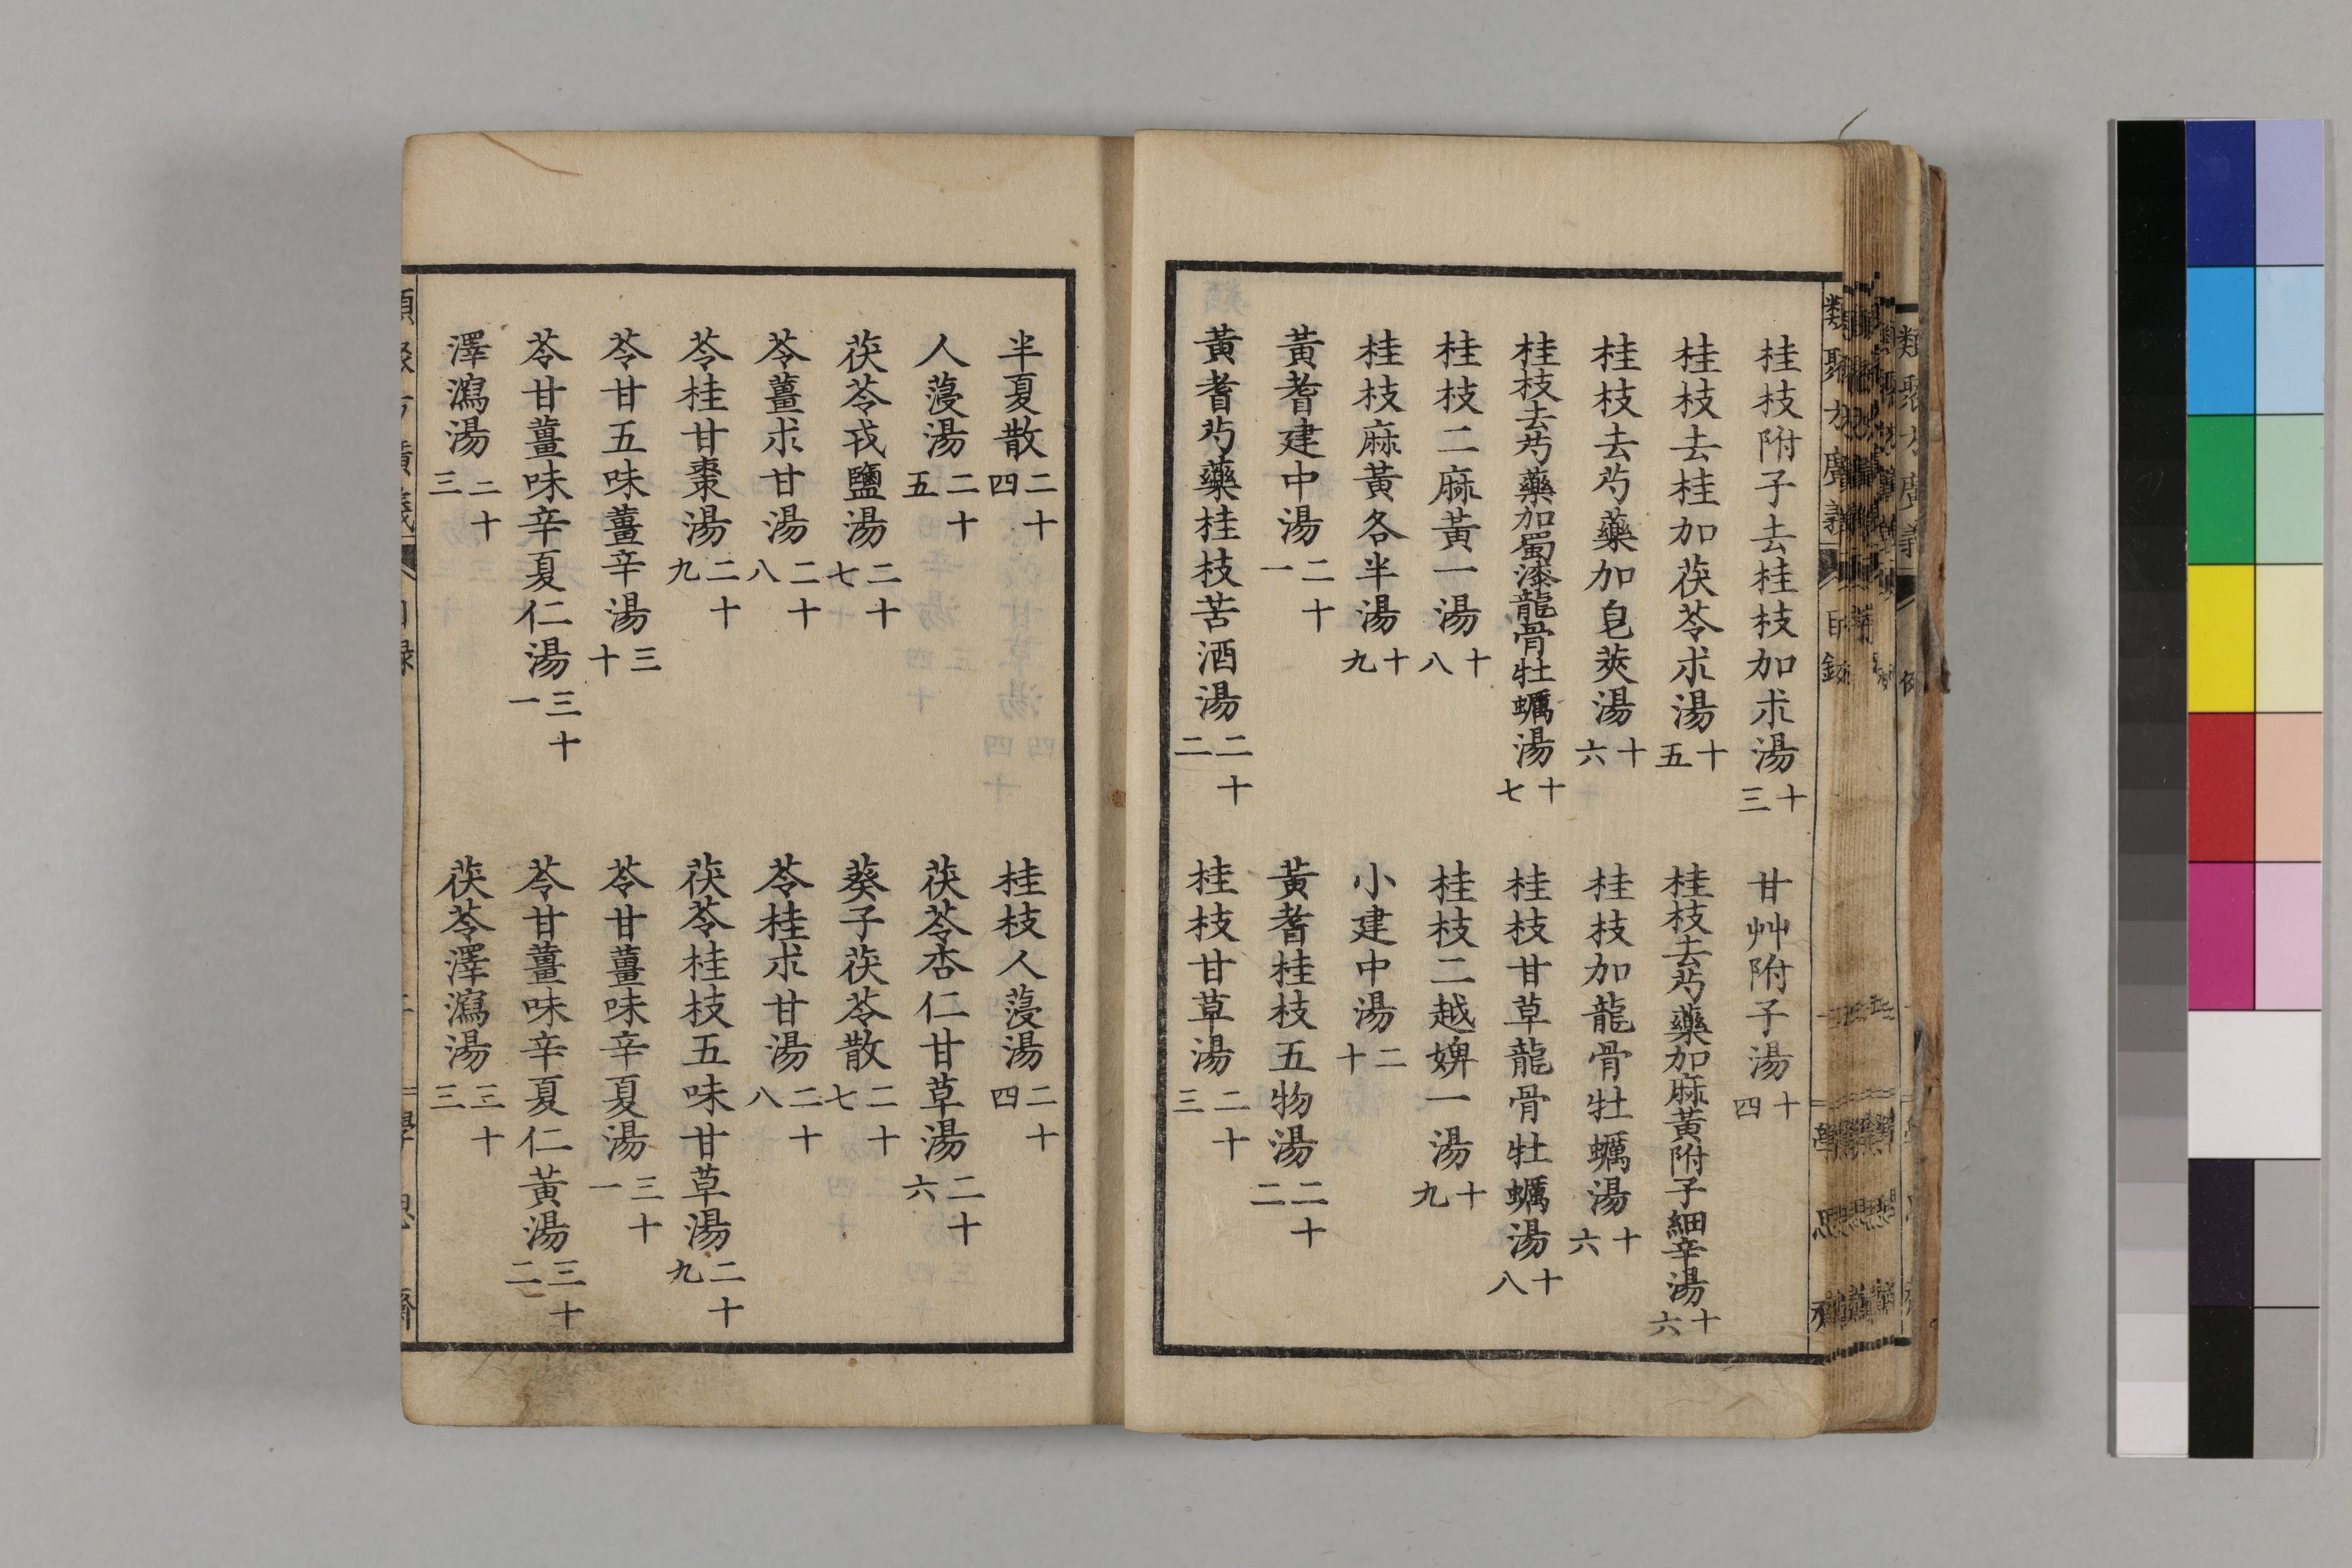 桂枝附子去桂枝加朮湯十三
甘艸附子湯十四
桂枝去桂加茯苓朮湯十五
桂枝去芍藥加麻黃附子細辛湯十六
桂枝去芍藥加皂莢湯十六
桂枝加龍骨牡蠣湯十六
桂枝去芍藥加蜀漆龍骨牡蠣湯十七
桂枝甘草龍骨牡蠣湯十八
桂枝二麻黃一湯十八
桂枝二越婢一湯十九
桂枝麻黃各半湯十九
小建中湯二十
黃耆建中湯二十一
黃耆桂枝五物湯二十二
黃耆芍藥桂枝苦酒湯二十二
桂枝甘草湯二十三
半夏散二十四
桂枝人蓡湯二十四
人蓡湯二十五
茯苓杏仁甘草湯二十六
茯苓戎鹽湯二十七
葵子茯苓散二十七
苓薑朮甘湯二十八
苓桂朮甘湯二十八
苓桂甘棗湯二十九
茯苓桂枝五味甘草湯二十九
苓甘五味薑辛湯三十
苓甘薑味辛夏湯三十一
苓甘薑味辛夏仁湯三十一
苓甘薑味辛夏仁黃湯三十二
澤瀉湯三十三
茯苓澤瀉湯三十三
類聚方廣義
目錄
學思齋